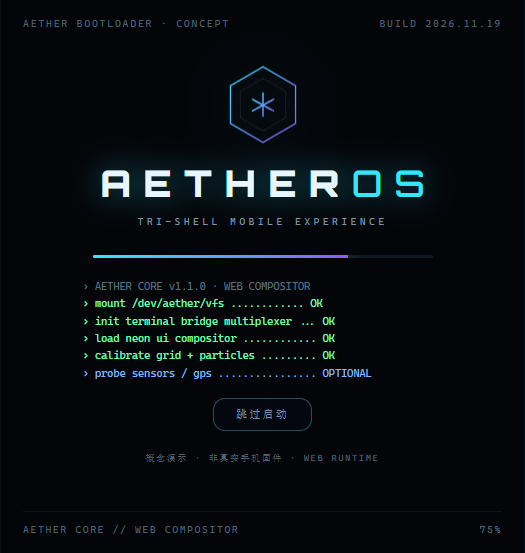 AETHER BOOTLOADER · CONCEPT
BUILD 2026.11.19
AETHEROS
TRI-SHELL MOBILE EXPERIENCE
› AETHER CORE v1.1.0 · WEB COMPOSITOR
› mount /dev/aether/vfs ............ OK
› init terminal bridge multiplexer ... OK
› load neon ui compositor ............ OK
› calibrate grid + particles ......... OK
› probe sensors / gps ................ OPTIONAL
跳过启动
概念演示 · 非真实手机固件 · WEB RUNTIME
AETHER CORE // WEB COMPOSITOR
75%